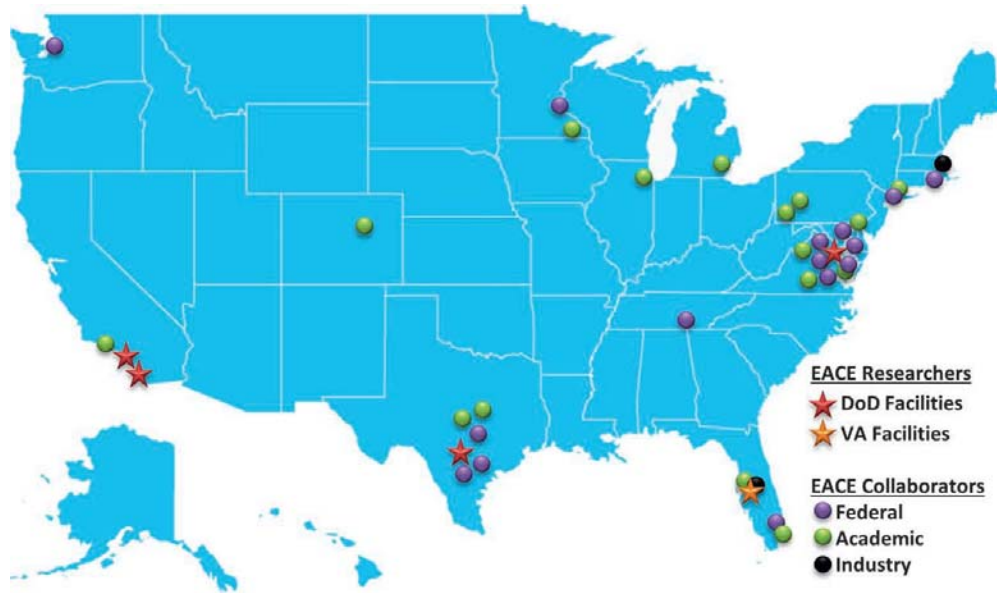 EACE Researchers
DoD Facilities
VA Facilities
EACE Collaborators
Federal
Academic
Industry